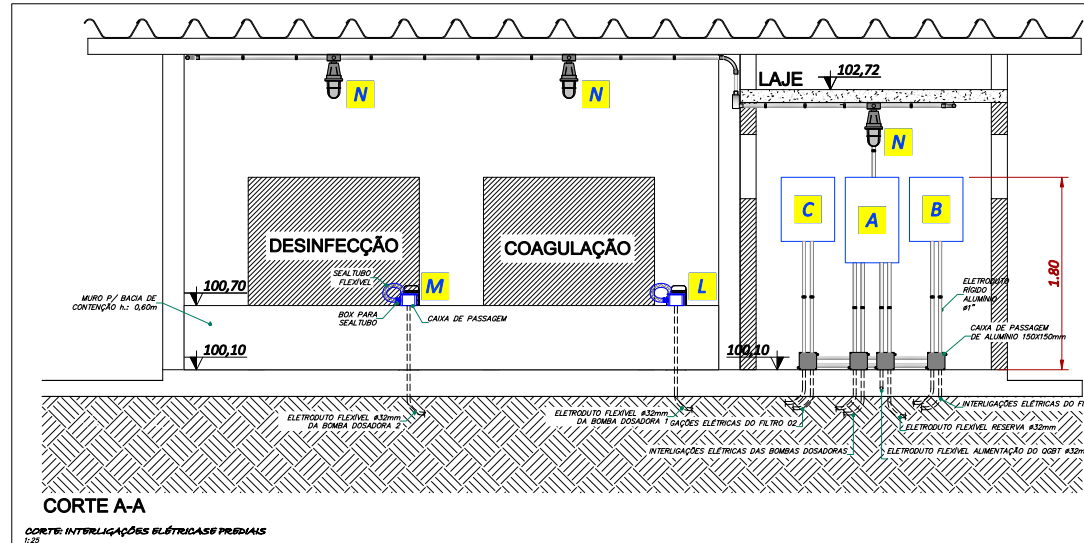 LAJE
102,72
N
N
N
C
A
B
DESINFECÇÃO
COAGULAÇÃO
1.80
SEALTUBO
FLEXÍVEL
M
L
ELETRODUTO
RÍGIDO
ALUMÍNIO
ø1"
MURO P/ BACIA DE
CONTENÇÃO h.: 0,60m
100,70
BOX PARA
SEALTUBO
CAIXA DE PASSAGEM
CAIXA DE PASSAGEM
DE ALUMÍNIO 150X150mm
100,10
100,10
ELETRODUTO FLEXÍVEL ø32mm
DA BOMBA DOSADORA 2
ELETRODUTO FLEXÍVEL ø32mm
DA BOMBA DOSADORA 1
GAÇÕES ELÉTRICAS DO FILTRO 02
INTERLIGAÇÕES ELÉTRICAS DO FI
ELETRODUTO FLEXÍVEL RESERVA ø32mm
INTERLIGAÇÕES ELÉTRICAS DAS BOMBAS DOSADORAS
ELETRODUTO FLEXÍVEL ALIMENTAÇÃO DO QGBT ø32m
CORTE A-A
CORTE: INTERLIGAÇÕES ELÉTRICASE PREDIAIS
1:25